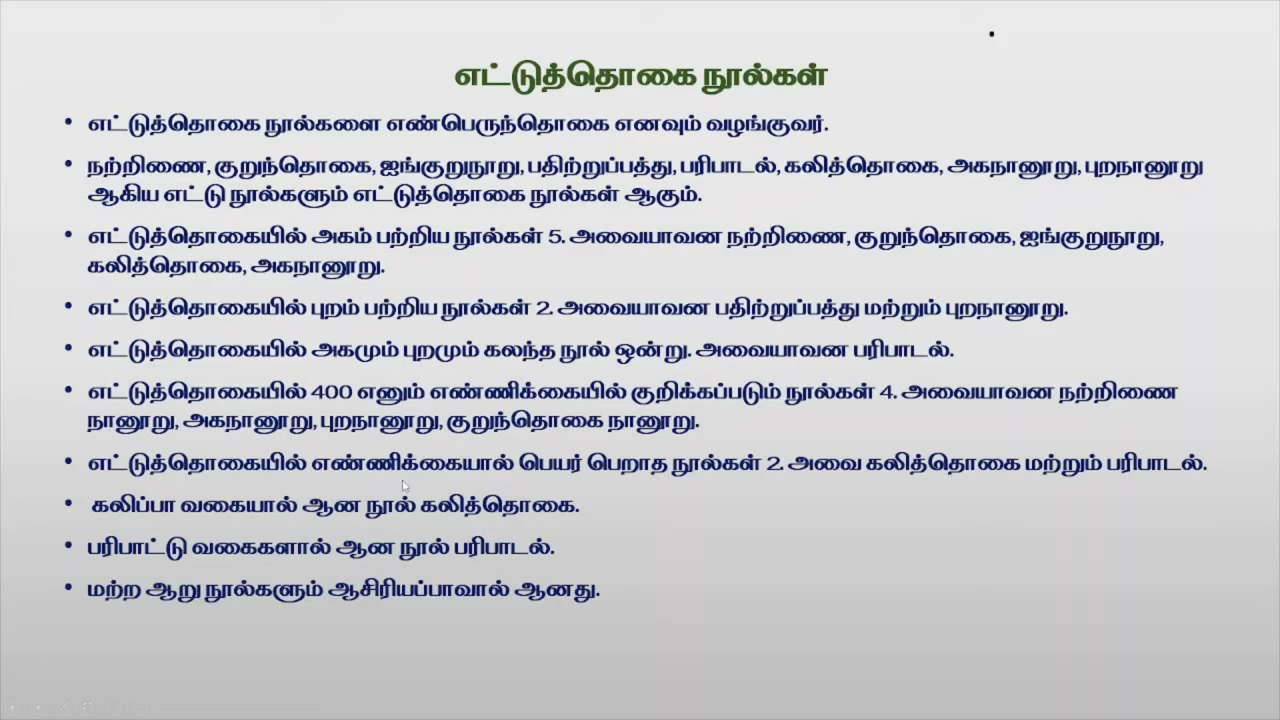 எட்டுத்தொகை நூல்கள்
• எட்டுத்தொகை நூல்களை எண்பெருந்தொகை எனவும் வழங்குவர்.
• நற்றிணை, குறுந்தொகை, ஐங்குறுநூறு, பதிற்றுப்பத்து, பரிபாடல், கலித்தொகை, அகநானூறு, புறநானூறு
ஆகிய எட்டு நூல்களும் எட்டுத்தொகை நூல்கள் ஆகும்.
• எட்டுத்தொகையில் அகம் பற்றிய நூல்கள் 5. அவையாவன நற்றிணை, குறுந்தொகை, ஐங்குறுநூறு,
கலித்தொகை, அகநானூறு.
• எட்டுத்தொகையில் புறம் பற்றிய நூல்கள் 2. அவையாவன பதிற்றுப்பத்து மற்றும் புறநானூறு.
• எட்டுத்தொகையில் அகமும் புறமும் கலந்த நூல் ஒன்று. அவையாவன பரிபாடல்.
• எட்டுத்தொகையில் 400 எனும் எண்ணிக்கையில் குறிக்கப்படும் நூல்கள் 4. அவையாவன நற்றிணை
நானூறு, அகநானூறு, புறநானூறு, குறுந்தொகை நானூறு.
• எட்டுத்தொகையில் எண்ணிக்கையால் பெயர் பெறாத நூல்கள் 2. அவை கலித்தொகை மற்றும் பரிபாடல்.
• கலிப்பா வகையால் ஆன நூல் கலித்தொகை.
• பரிபாட்டு வகைகளால் ஆன நூல் பரிபாடல்.
• மற்ற ஆறு நூல்களும் ஆசிரியப்பாவால் ஆனது.